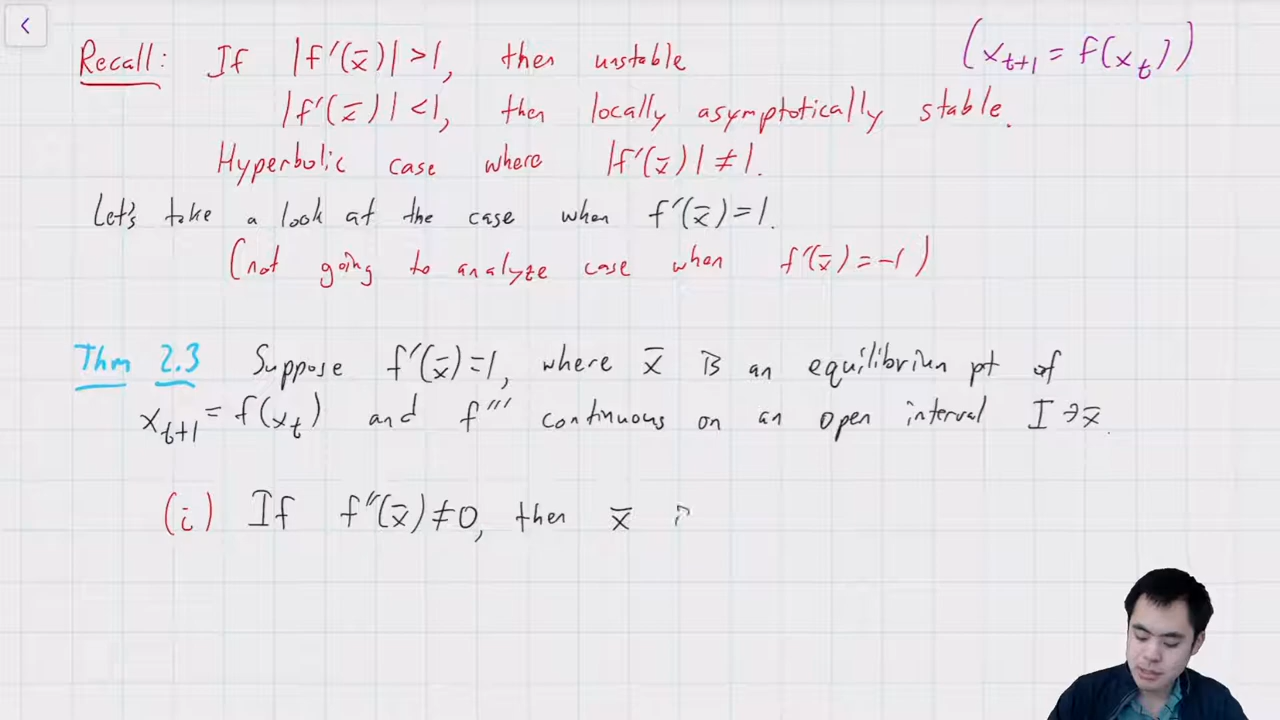 Recall: If |f'(x̄)| > 1, then unstable (x_{t+1} = f(x_t))
|f'(x̄)| < 1, then locally asymptotically stable.
Hyperbolic case where |f'(x̄)| ≠ 1.
Let's take a look at the case when f'(x̄) = 1.
(not going to analyze case when f'(x̄) = -1)
Thm 2.3 Suppose f'(x̄) = 1, where x̄ is an equilibrium pt of
x_{t+1} = f(x_t) and f''' continuous on an open interval I ∋ x̄.
(i) If f''(x̄) ≠ 0, then x̄